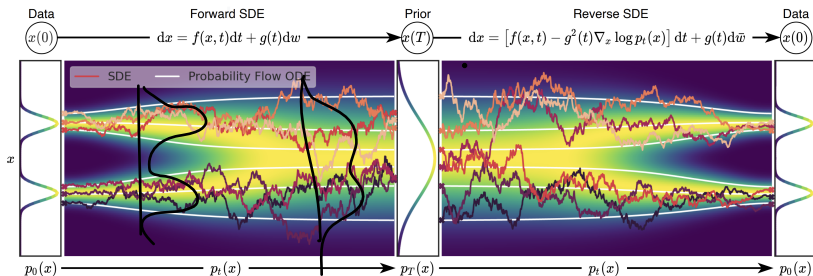 Data Forward SDE Prior Reverse SDE Data
x(0) dx = f(x,t)dt + g(t)dw x(T) dx = [f(x,t) − g²(t)∇ₓ log pₜ(x)] dt + g(t)dw̄ x(0)
SDE Probability Flow ODE
x
p₀(x) pₜ(x) p_T(x) pₜ(x) p₀(x)